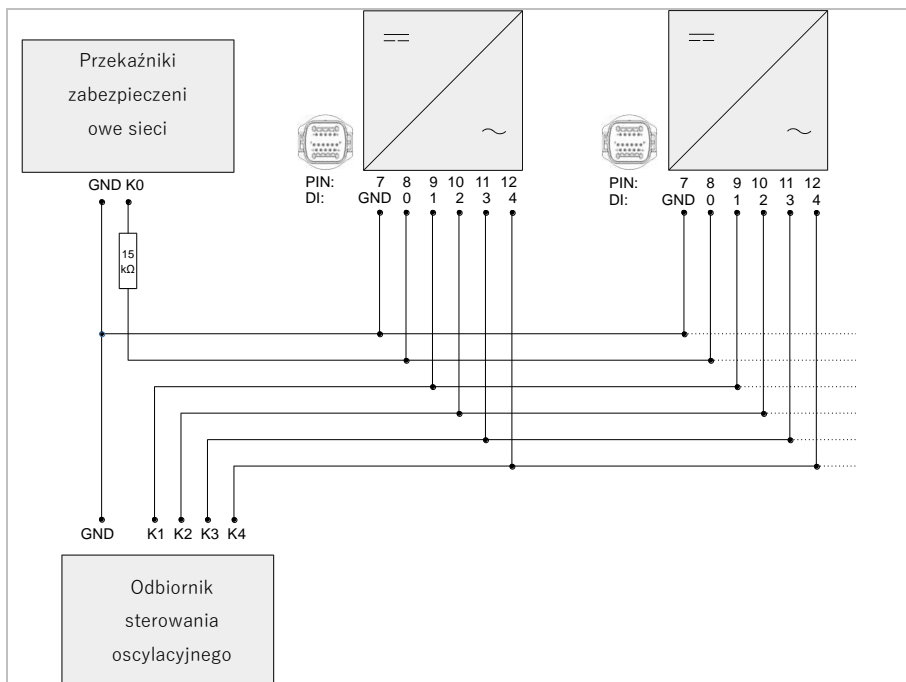 Przekaźniki
zabezpieczeni
owe sieci
GND K0
15
kΩ
PIN: 7 8 9 10 11 12
DI: GND 0 1 2 3 4
PIN: 7 8 9 10 11 12
DI: GND 0 1 2 3 4
GND K1 K2 K3 K4
Odbiornik
sterowania
oscylacyjnego